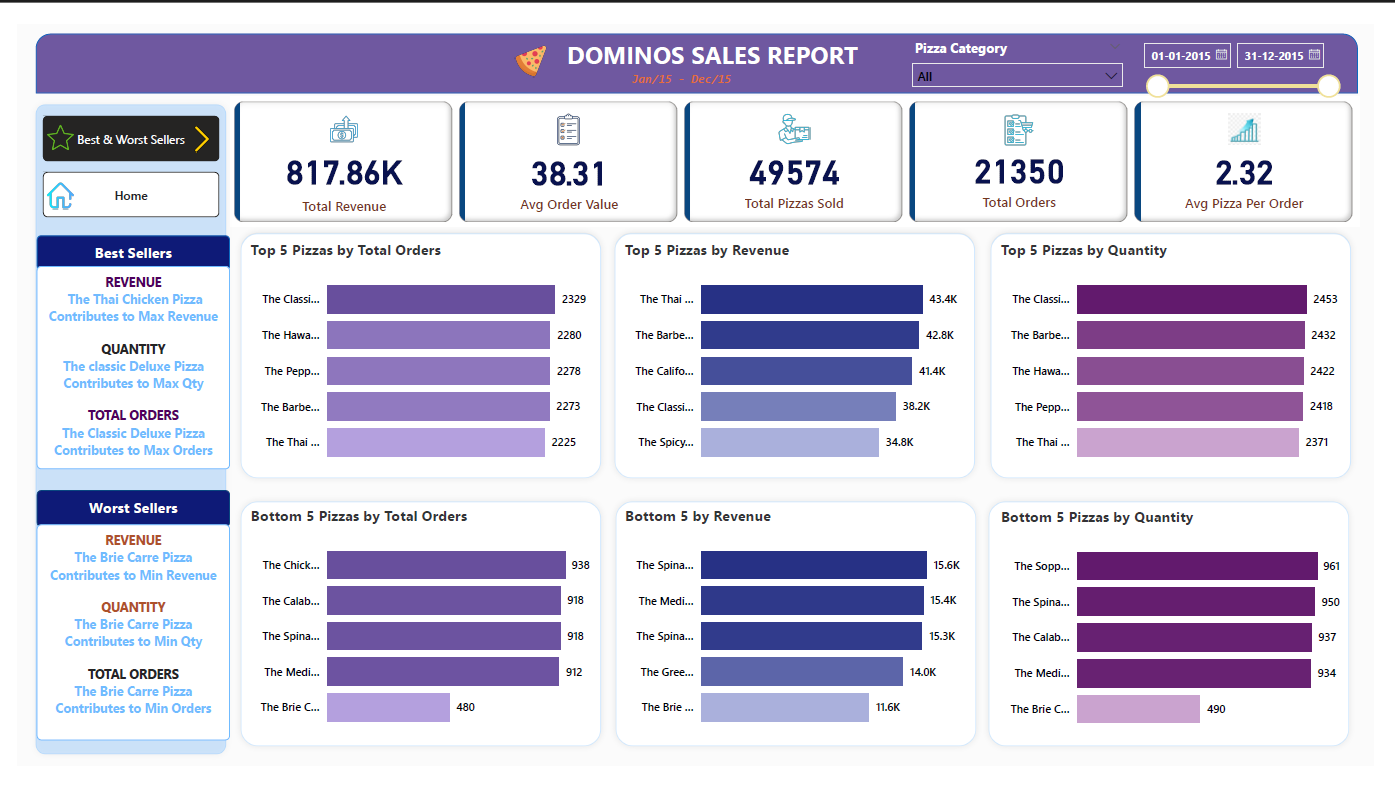 DOMINOS SALES REPORT
Jan/15 - Dec/15
Pizza Category
All
01-01-2015
31-12-2015
Best & Worst Sellers
Home
817.86K
Total Revenue
38.31
Avg Order Value
49574
Total Pizzas Sold
21350
Total Orders
2.32
Avg Pizza Per Order
Best Sellers
REVENUE
The Thai Chicken Pizza
Contributes to Max Revenue
QUANTITY
The classic Deluxe Pizza
Contributes to Max Qty
TOTAL ORDERS
The Classic Deluxe Pizza
Contributes to Max Orders
Worst Sellers
REVENUE
The Brie Carre Pizza
Contributes to Min Revenue
QUANTITY
The Brie Carre Pizza
Contributes to Min Qty
TOTAL ORDERS
The Brie Carre Pizza
Contributes to Min Orders
Top 5 Pizzas by Total Orders
The Classi... 2329
The Hawa... 2280
The Pepp... 2278
The Barbe... 2273
The Thai ... 2225
Top 5 Pizzas by Revenue
The Thai ... 43.4K
The Barbe... 42.8K
The Califo... 41.4K
The Classi... 38.2K
The Spicy... 34.8K
Top 5 Pizzas by Quantity
The Classi... 2453
The Barbe... 2432
The Hawa... 2422
The Pepp... 2418
The Thai ... 2371
Bottom 5 Pizzas by Total Orders
The Chick... 938
The Calab... 918
The Spina... 918
The Medi... 912
The Brie C... 480
Bottom 5 by Revenue
The Spina... 15.6K
The Medi... 15.4K
The Spina... 15.3K
The Gree... 14.0K
The Brie ... 11.6K
Bottom 5 Pizzas by Quantity
The Sopp... 961
The Spina... 950
The Calab... 937
The Medi... 934
The Brie C... 490